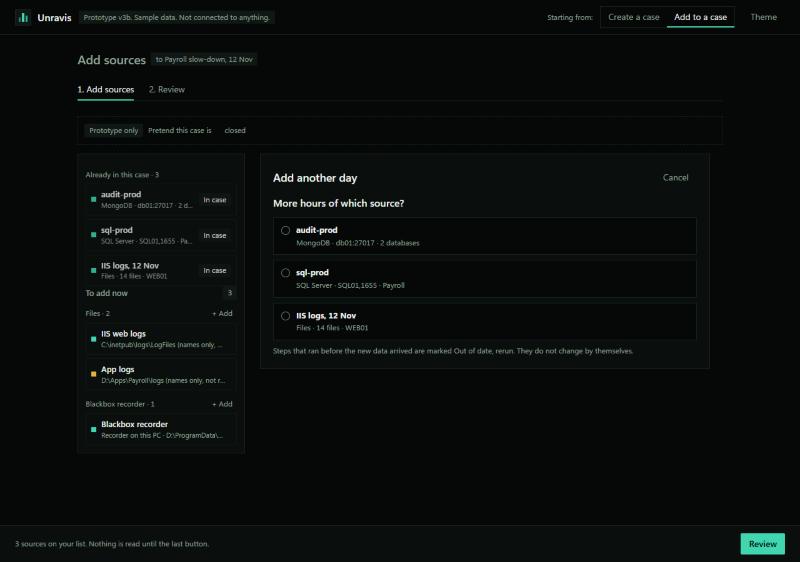 Unravis
Prototype v3b. Sample data. Not connected to anything.
Starting from:
Create a case
Add to a case
Theme
Add sources
to Payroll slow-down, 12 Nov
1. Add sources
2. Review
Prototype only
Pretend this case is
closed
Already in this case · 3
audit-prod
MongoDB · db01:27017 · 2 d...
In case
sql-prod
SQL Server · SQL01,1655 · Pa...
In case
IIS logs, 12 Nov
Files · 14 files · WEB01
In case
To add now
3
Files · 2
+ Add
IIS web logs
C:\inetpub\logs\LogFiles (names only, ...
App logs
D:\Apps\Payroll\logs (names only, not r...
Blackbox recorder · 1
+ Add
Blackbox recorder
Recorder on this PC · D:\ProgramData\...
Add another day
Cancel
More hours of which source?
audit-prod
MongoDB · db01:27017 · 2 databases
sql-prod
SQL Server · SQL01,1655 · Payroll
IIS logs, 12 Nov
Files · 14 files · WEB01
Steps that ran before the new data arrived are marked Out of date, rerun. They do not change by themselves.
3 sources on your list. Nothing is read until the last button.
Review